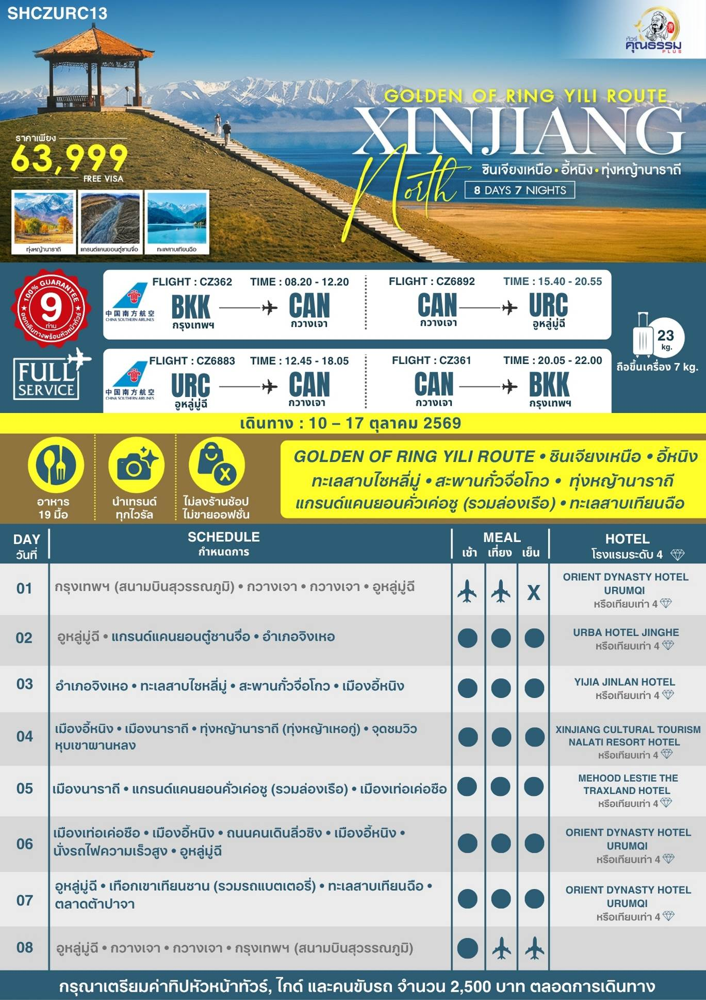 SHCZURC13
ทัวร์
คุณธรรม
PLUS
GOLDEN OF RING YILI ROUTE
XINJIANG
North
ซินเจียงเหนือ • อี้หนิง • ทุ่งหญ้านาราถี
8 DAYS 7 NIGHTS
ราคาเพียง
63,999
FREE VISA
ทุ่งหญ้านาราถี
แกรนด์แคนยอนตู๋ซานจื่อ
ทะเลสาบเทียนฉือ
100% GUARANTEE
9
ท่าน
ออกเดินทางพร้อมหัวหน้าทัวร์
FULL
SERVICE
中国南方航空
CHINA SOUTHERN AIRLINES
FLIGHT : CZ362 TIME : 08.20 - 12.20
BKK CAN
กรุงเทพฯ กวางเจา
FLIGHT : CZ6892 TIME : 15.40 - 20.55
CAN URC
กวางเจา อูหลู่มู่ฉี
中国南方航空
CHINA SOUTHERN AIRLINES
FLIGHT : CZ6883 TIME : 12.45 - 18.05
URC CAN
อูหลู่มู่ฉี กวางเจา
FLIGHT : CZ361 TIME : 20.05 - 22.00
CAN BKK
กวางเจา กรุงเทพฯ
23
kg.
ถือขึ้นเครื่อง 7 kg.
เดินทาง : 10 – 17 ตุลาคม 2569
อาหาร
19 มื้อ
นำเทรนด์
ทุกไวรัล
X
ไม่ลงร้านช้อป
ไม่ขายออฟชั่น
GOLDEN OF RING YILI ROUTE • ซินเจียงเหนือ • อี้หนิง
ทะเลสาบไซหลี่มู่ • สะพานกั๋วจื่อโกว • ทุ่งหญ้านาราถี
แกรนด์แคนยอนคั่วเค่อซู (รวมล่องเรือ) • ทะเลสาบเทียนฉือ
DAY SCHEDULE MEAL HOTEL
วันที่ กำหนดการ เช้า เที่ยง เย็น โรงแรมระดับ 4
01 กรุงเทพฯ (สนามบินสุวรรณภูมิ) • กวางเจา • กวางเจา • อูหลู่มู่ฉี X
ORIENT DYNASTY HOTEL
URUMQI
หรือเทียบเท่า 4
02 อูหลู่มู่ฉี • แกรนด์แคนยอนตู๋ซานจื่อ • อำเภอจิงเหอ
URBA HOTEL JINGHE
หรือเทียบเท่า 4
03 อำเภอจิงเหอ • ทะเลสาบไซหลี่มู่ • สะพานกั๋วจื่อโกว • เมืองอี้หนิง
YIJIA JINLAN HOTEL
หรือเทียบเท่า 4
04 เมืองอี้หนิง • เมืองนาราถี • ทุ่งหญ้านาราถี (ทุ่งหญ้าเหอกู่) • จุดชมวิว
หุบเขาผานหลง
XINJIANG CULTURAL TOURISM
NALATI RESORT HOTEL
หรือเทียบเท่า 4
05 เมืองนาราถี • แกรนด์แคนยอนคั่วเค่อซู (รวมล่องเรือ) • เมืองเท่อเค่อซือ
MEHOOD LESTIE THE
TRAXLAND HOTEL
หรือเทียบเท่า 4
06 เมืองเท่อเค่อซือ • เมืองอี้หนิง • ถนนคนเดินลิ่วชิง • เมืองอี้หนิง •
นั่งรถไฟความเร็วสูง • อูหลู่มู่ฉี
ORIENT DYNASTY HOTEL
URUMQI
หรือเทียบเท่า 4
07 อูหลู่มู่ฉี • เทือกเขาเทียนซาน (รวมรถแบตเตอรี่) • ทะเลสาบเทียนฉือ •
ตลาดต้าปาจา
ORIENT DYNASTY HOTEL
URUMQI
หรือเทียบเท่า 4
08 อูหลู่มู่ฉี • กวางเจา • กวางเจา • กรุงเทพฯ (สนามบินสุวรรณภูมิ)
กรุณาเตรียมค่าทิปหัวหน้าทัวร์, ไกด์ และคนขับรถ จำนวน 2,500 บาท ตลอดการเดินทาง